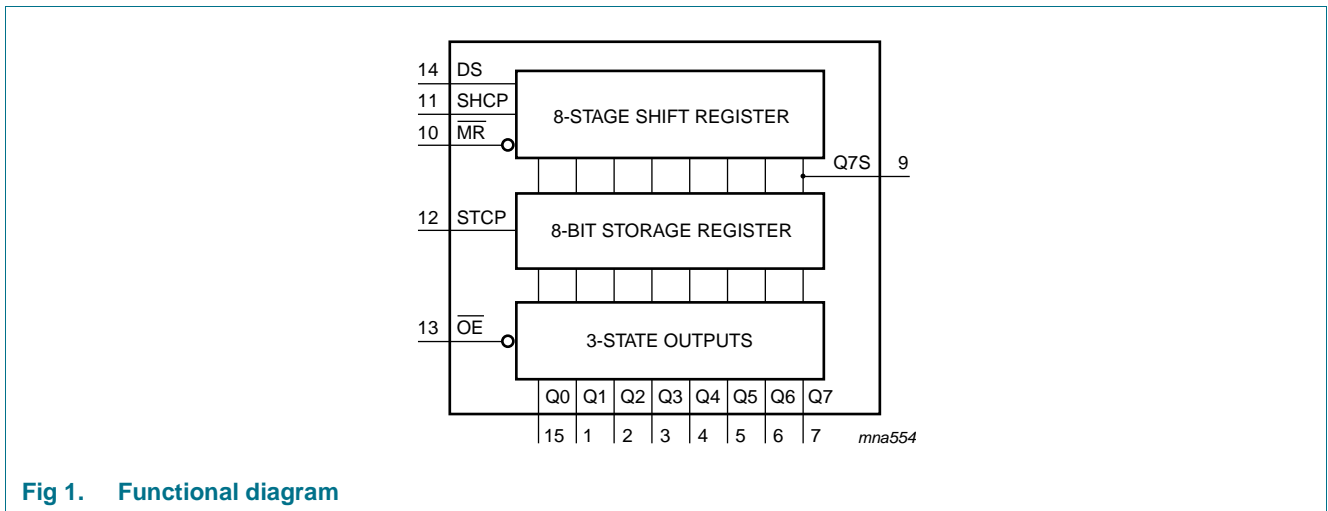 14 DS
11 SHCP
10 MR
8-STAGE SHIFT REGISTER
Q7S 9
12 STCP
8-BIT STORAGE REGISTER
13 OE
3-STATE OUTPUTS
Q0 Q1 Q2 Q3 Q4 Q5 Q6 Q7
15 1 2 3 4 5 6 7
mna554
Fig 1. Functional diagram